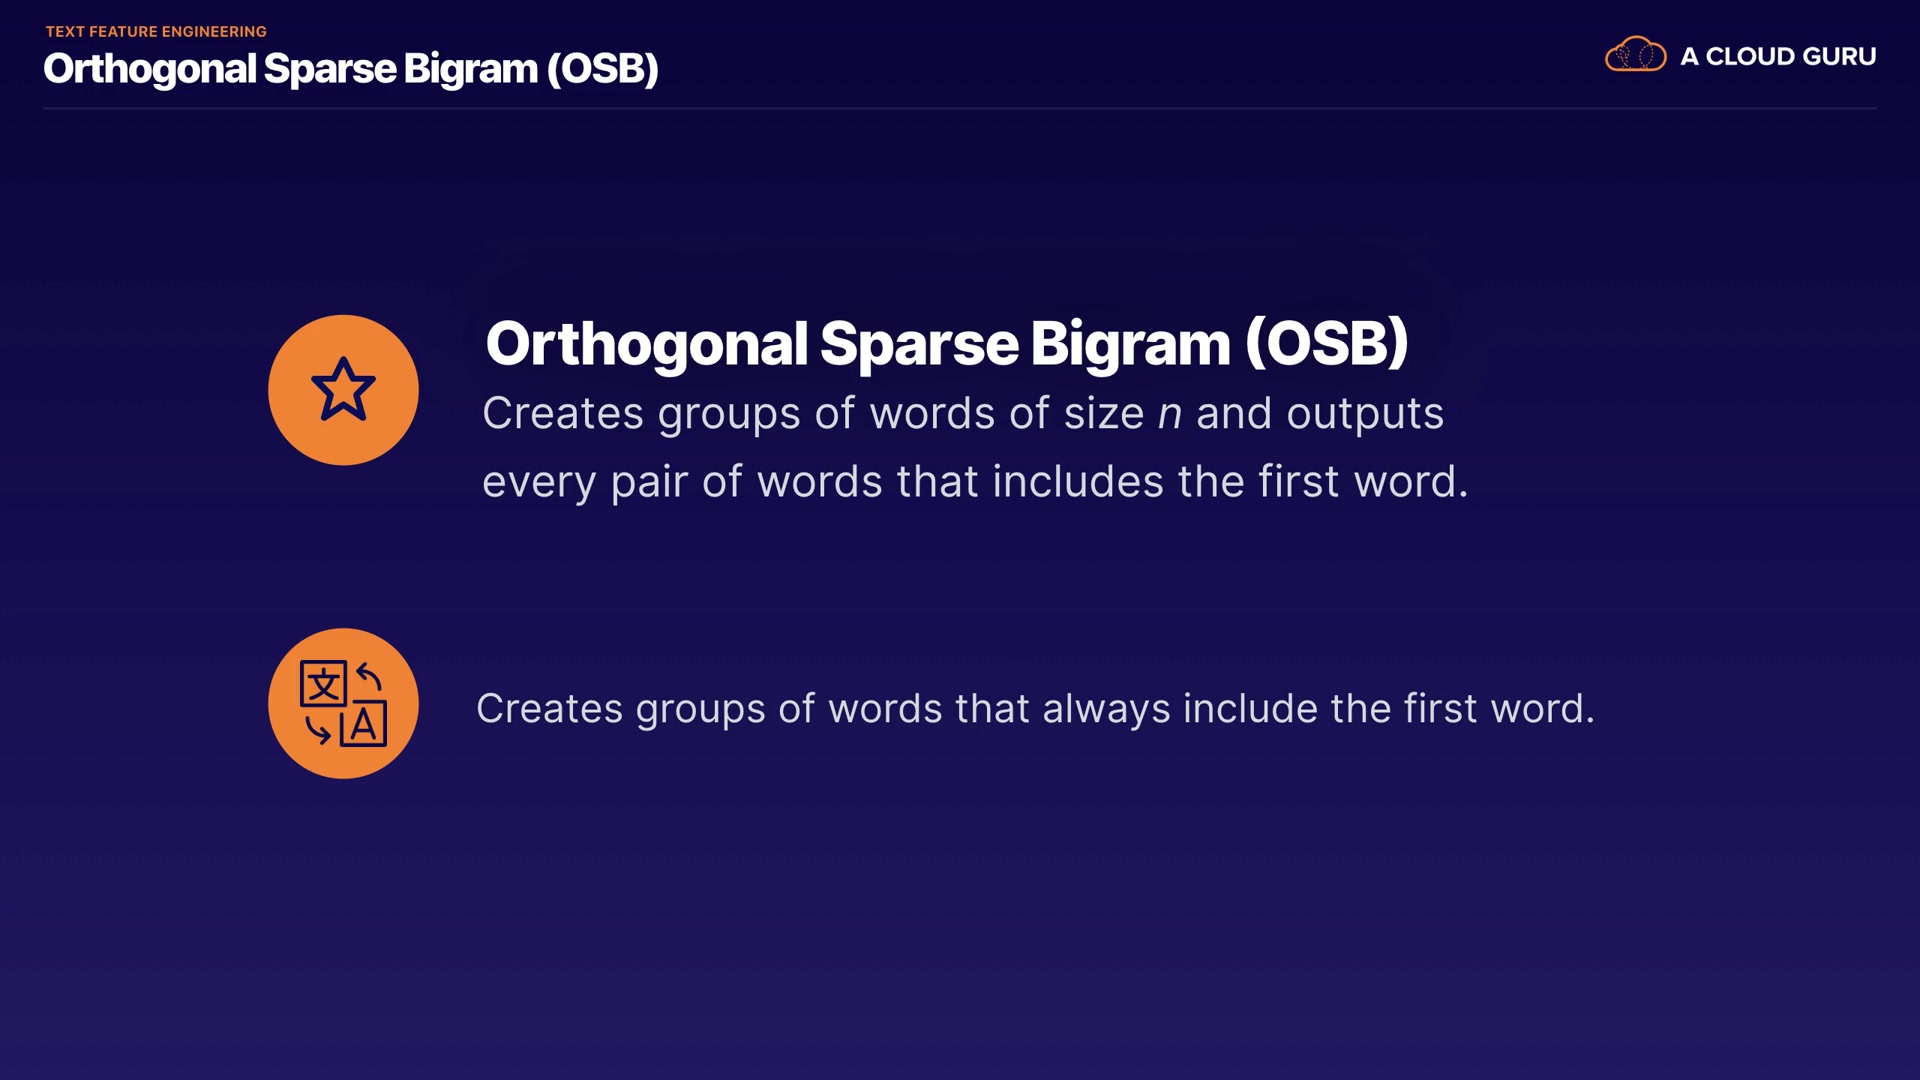 TEXT FEATURE ENGINEERING
Orthogonal Sparse Bigram (OSB)
A CLOUD GURU
Orthogonal Sparse Bigram (OSB)
Creates groups of words of size n and outputs
every pair of words that includes the first word.
文
A
Creates groups of words that always include the first word.